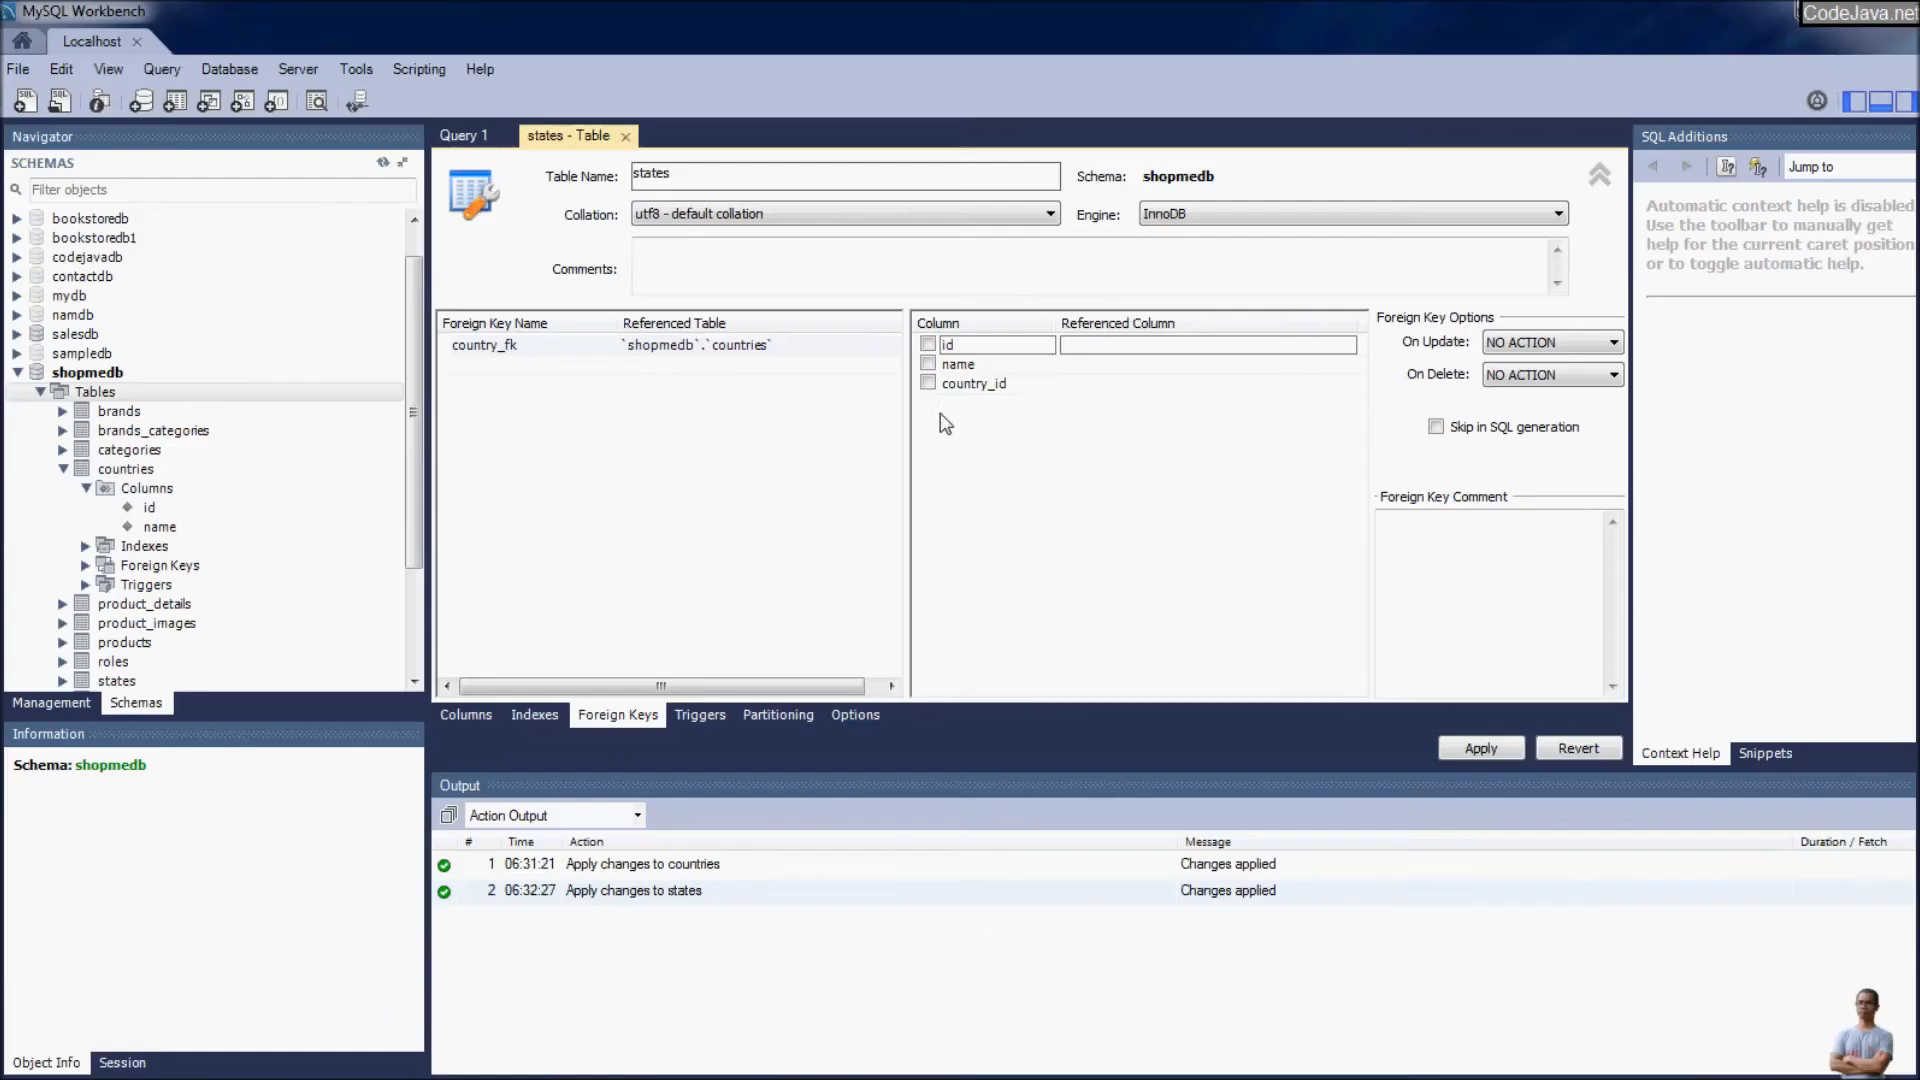 MySQL Workbench
CodeJava.net
Localhost
File Edit View Query Database Server Tools Scripting Help
Navigator
SCHEMAS
Filter objects
bookstoredb
bookstoredb1
codejavadb
contactdb
mydb
namdb
salesdb
sampledb
shopmedb
Tables
brands
brands_categories
categories
countries
Columns
id
name
Indexes
Foreign Keys
Triggers
product_details
product_images
products
roles
states
Management Schemas
Information
Schema: shopmedb
Object Info Session
Query 1 states - Table
Table Name: states Schema: shopmedb
Collation: utf8 - default collation Engine: InnoDB
Comments:
Foreign Key Name Referenced Table
country_fk `shopmedb`.`countries`
Column Referenced Column
id
name
country_id
Foreign Key Options
On Update: NO ACTION
On Delete: NO ACTION
Skip in SQL generation
Foreign Key Comment
Columns Indexes Foreign Keys Triggers Partitioning Options
Apply Revert
SQL Additions
Jump to
Automatic context help is disabled
Use the toolbar to manually get
help for the current caret position
or to toggle automatic help.
Context Help Snippets
Output
Action Output
# Time Action Message Duration / Fetch
1 06:31:21 Apply changes to countries Changes applied
2 06:32:27 Apply changes to states Changes applied